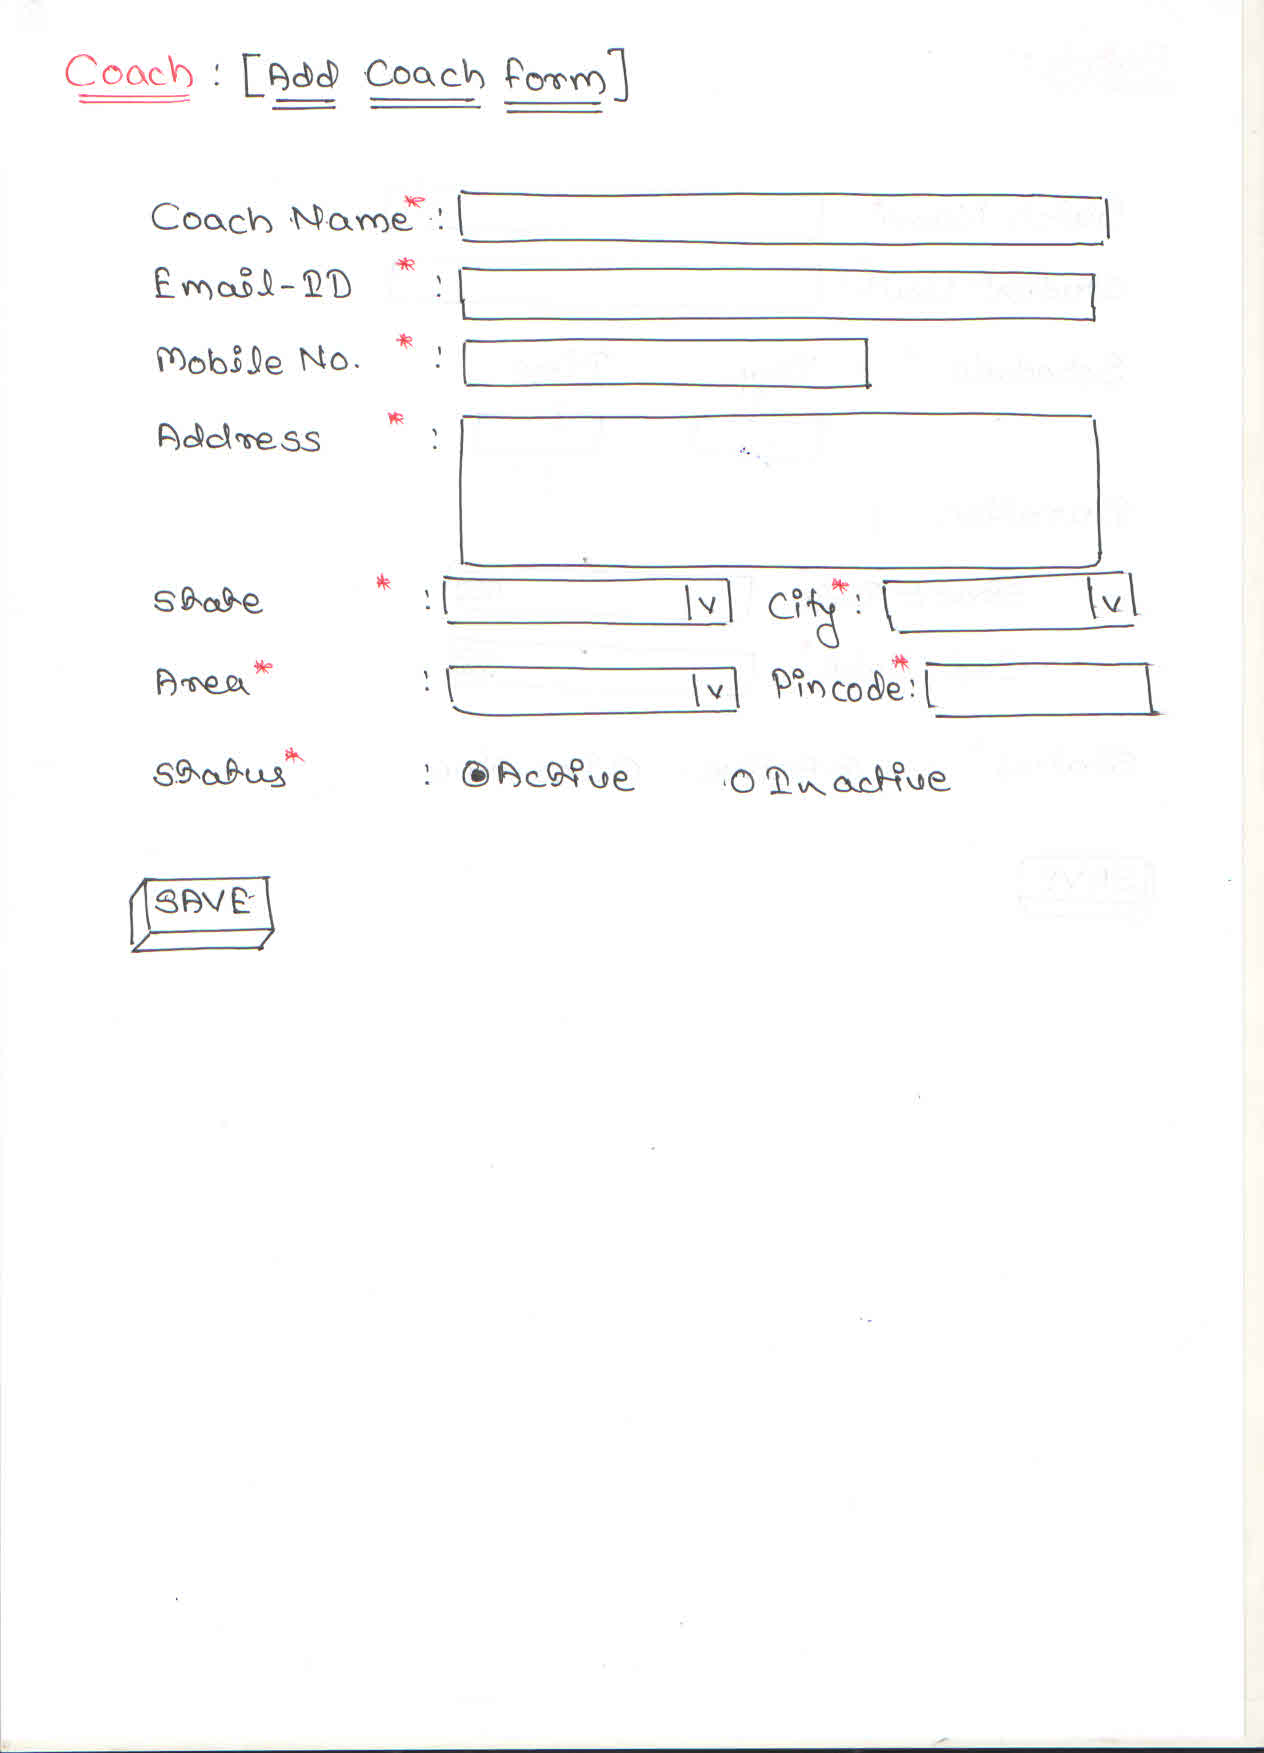 Coach : [Add Coach form]
Coach Name* :
Email-ID * :
Mobile No. * :
Address * :
State * : v City* : v
Area* : v Pincode* :
Status* : Active Inactive
SAVE